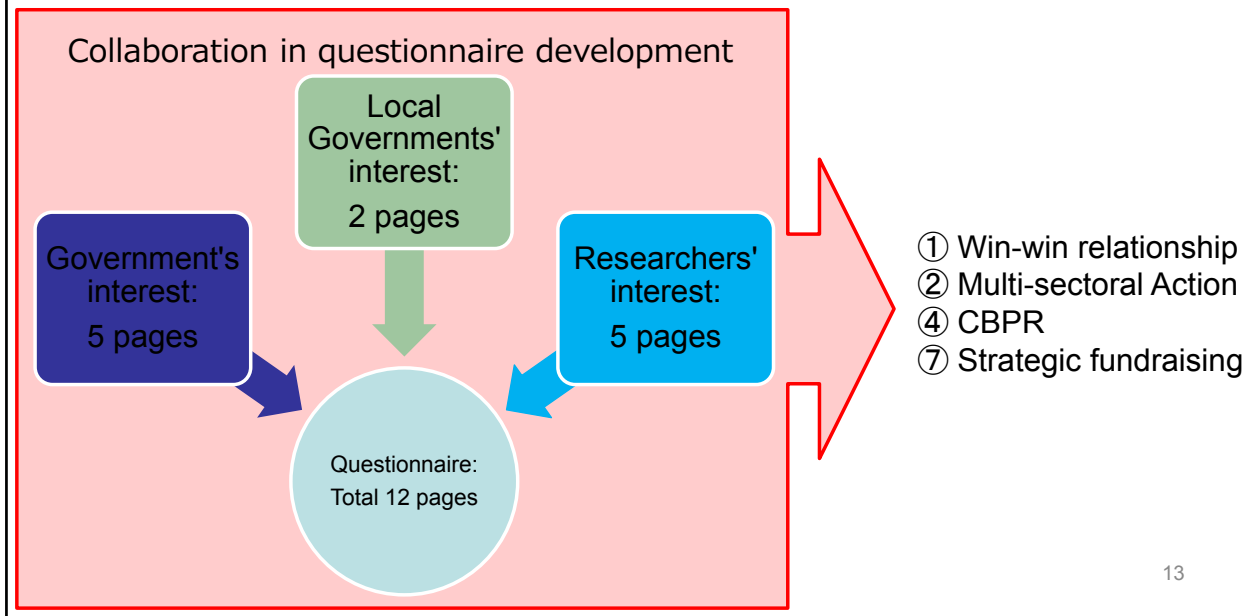 Collaboration in questionnaire development
Local
Governments'
interest:
2 pages
Government's
interest:
5 pages
Researchers'
interest:
5 pages
Questionnaire:
Total 12 pages
① Win-win relationship
② Multi-sectoral Action
④ CBPR
⑦ Strategic fundraising
13